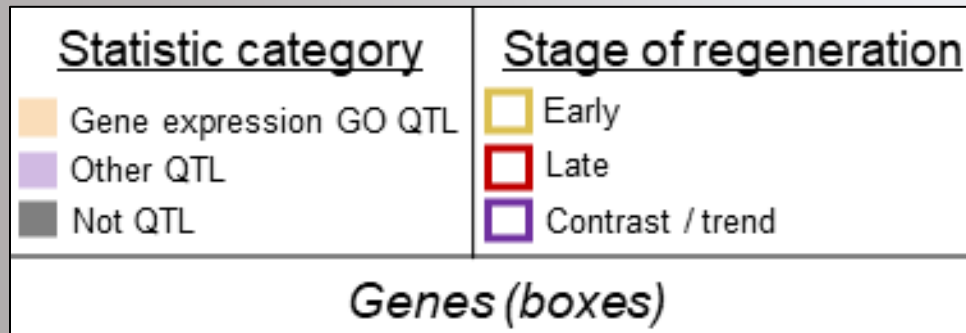 Statistic category
Gene expression GO QTL
Other QTL
Not QTL
Stage of regeneration
Early
Late
Contrast / trend
Genes (boxes)